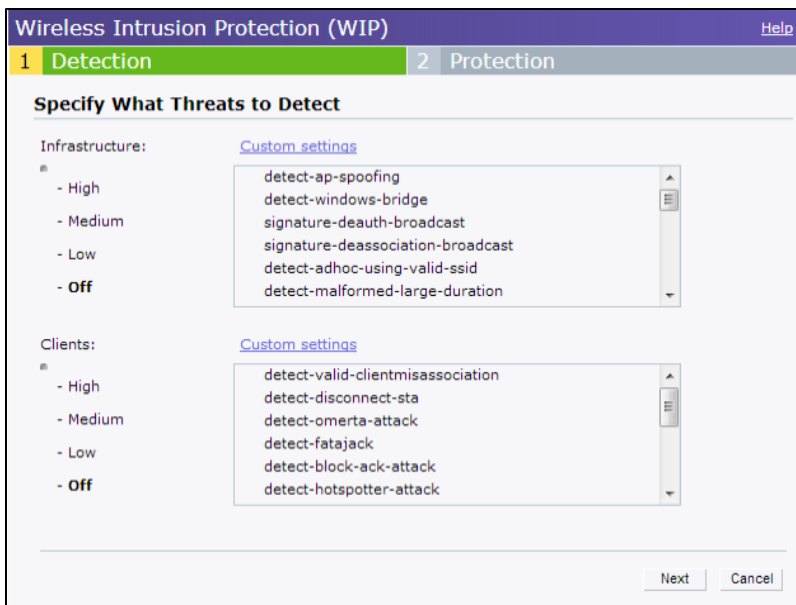 Wireless Intrusion Protection (WIP) Help
1 Detection 2 Protection
Specify What Threats to Detect
Infrastructure: Custom settings
- High
- Medium
- Low
- Off
detect-ap-spoofing
detect-windows-bridge
signature-deauth-broadcast
signature-deassociation-broadcast
detect-adhoc-using-valid-ssid
detect-malformed-large-duration
Clients: Custom settings
- High
- Medium
- Low
- Off
detect-valid-clientmisassociation
detect-disconnect-sta
detect-omerta-attack
detect-fatajack
detect-block-ack-attack
detect-hotspotter-attack
Next Cancel